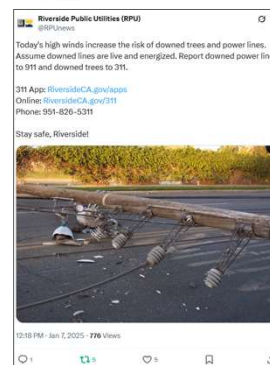 Riverside Public Utilities (RPU)
@RPUnews
Today's high winds increase the risk of downed trees and power lines.
Assume downed lines are live and energized. Report downed power
to 911 and downed trees to 311.
311 App: RiversideCA.gov/apps
Online: RiversideCA.gov/311
Phone: 951-826-5311
Stay safe, Riverside!
12:18 PM · Jan 7, 2025 · 776 Views
1
5
5